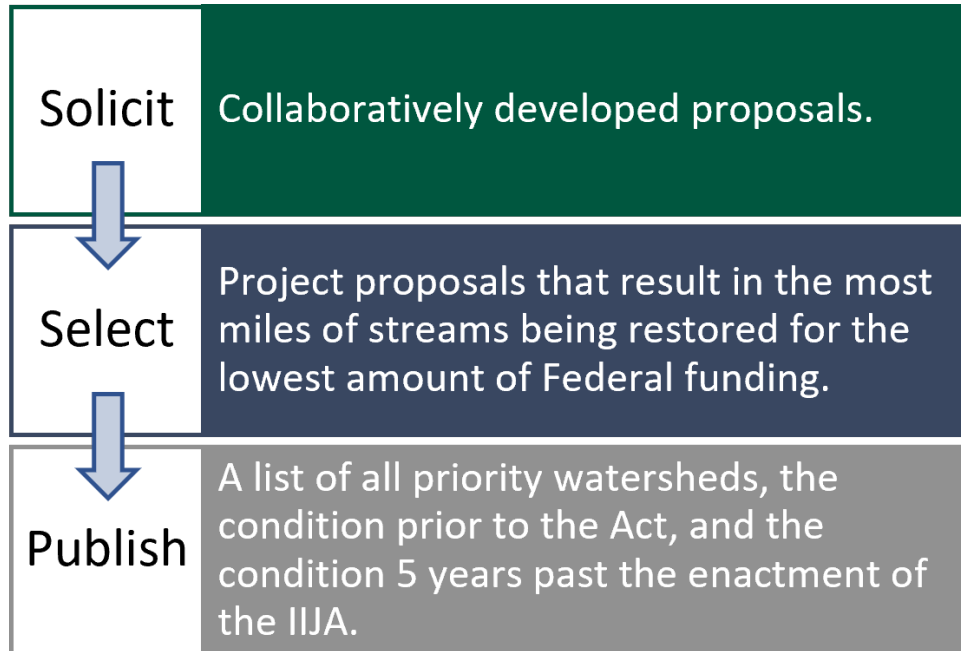 Solicit
Collaboratively developed proposals.
Select
Project proposals that result in the most
miles of streams being restored for the
lowest amount of Federal funding.
Publish
A list of all priority watersheds, the
condition prior to the Act, and the
condition 5 years past the enactment of
the IIJA.